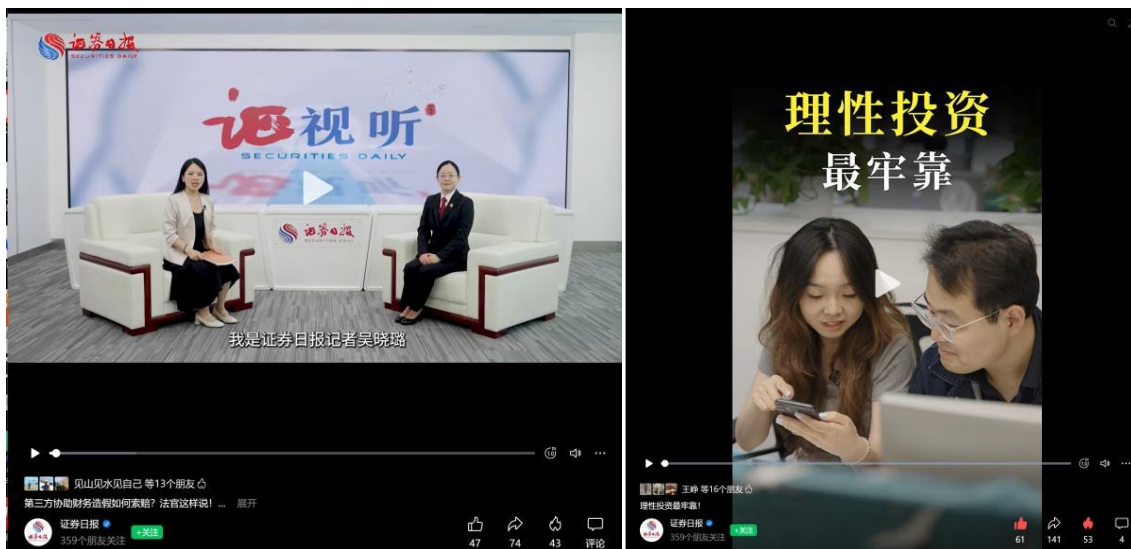 证券日报
SECURITIES DAILY
证视听
SECURITIES DAILY
证券日报
SECURITIES DAILY
我是证券日报记者吴晓璐
1.0
见山见水见自己 等13个朋友
第三方协助财务造假如何索赔？法官这样说！... 展开
证券日报
+关注
359个朋友关注
47
74
43
评论
理性投资
最牢靠
1.0
王峥 等16个朋友
理性投资最牢靠！
证券日报
+关注
359个朋友关注
61
141
53
4